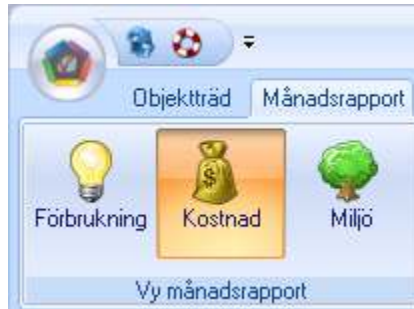 Objektträd Månadsrapport
Förbrukning Kostnad Miljö
Vy månadsrapport